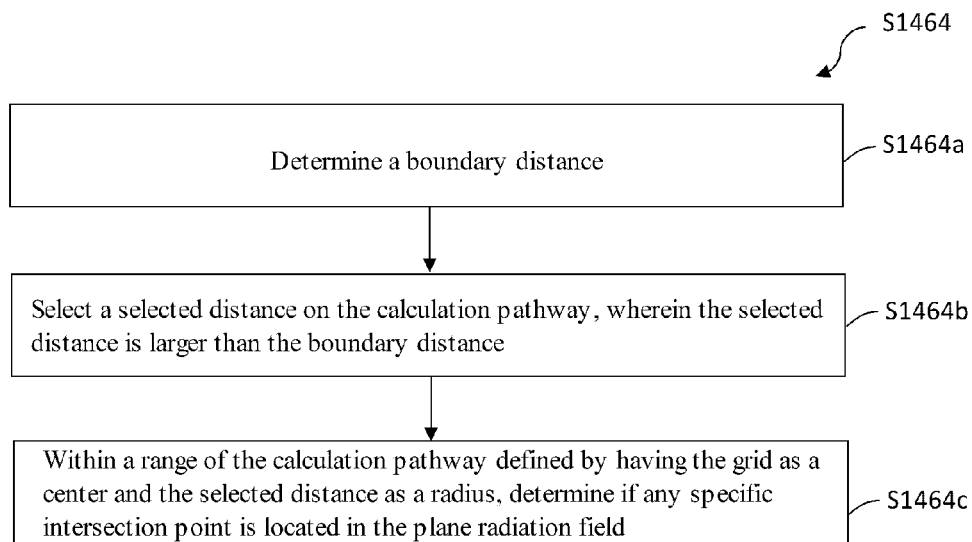 S1464
Determine a boundary distance
S1464a
Select a selected distance on the calculation pathway, wherein the selected
distance is larger than the boundary distance
S1464b
Within a range of the calculation pathway defined by having the grid as a
center and the selected distance as a radius, determine if any specific
intersection point is located in the plane radiation field
S1464c